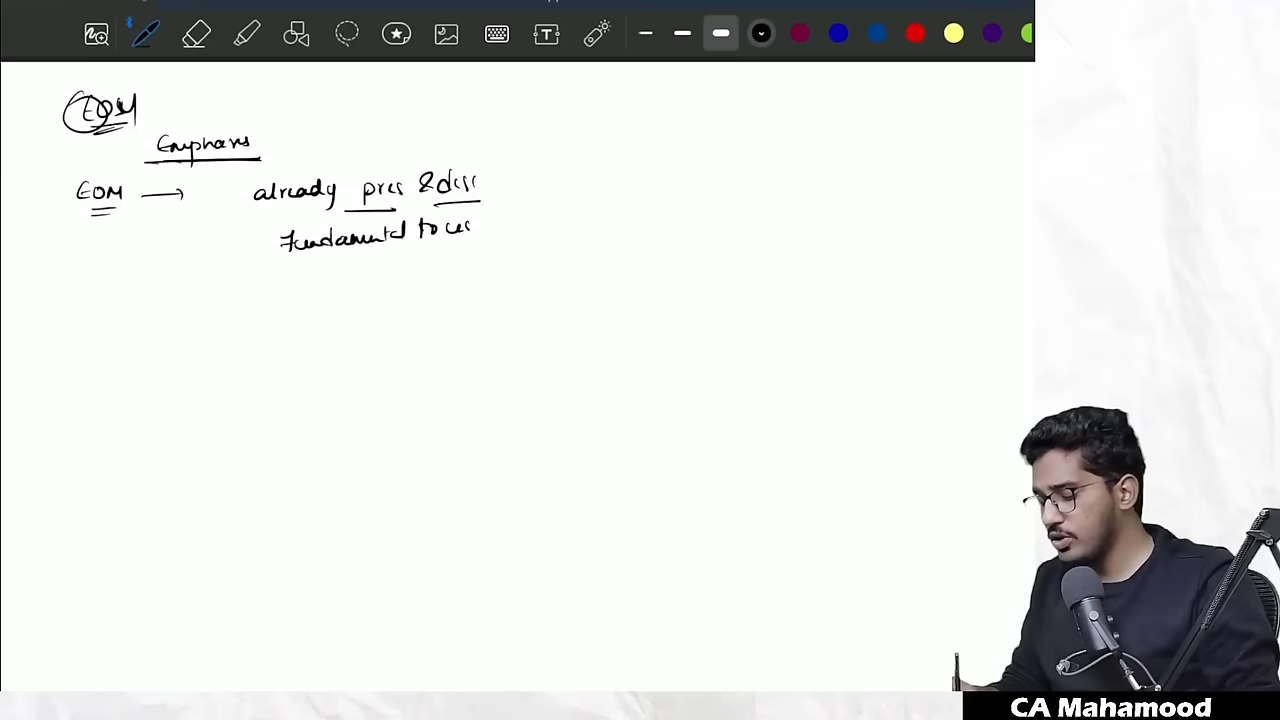 EOM
Emphasis
EOM → already pres & disc
Fundamental to us
T
CA Mahamood